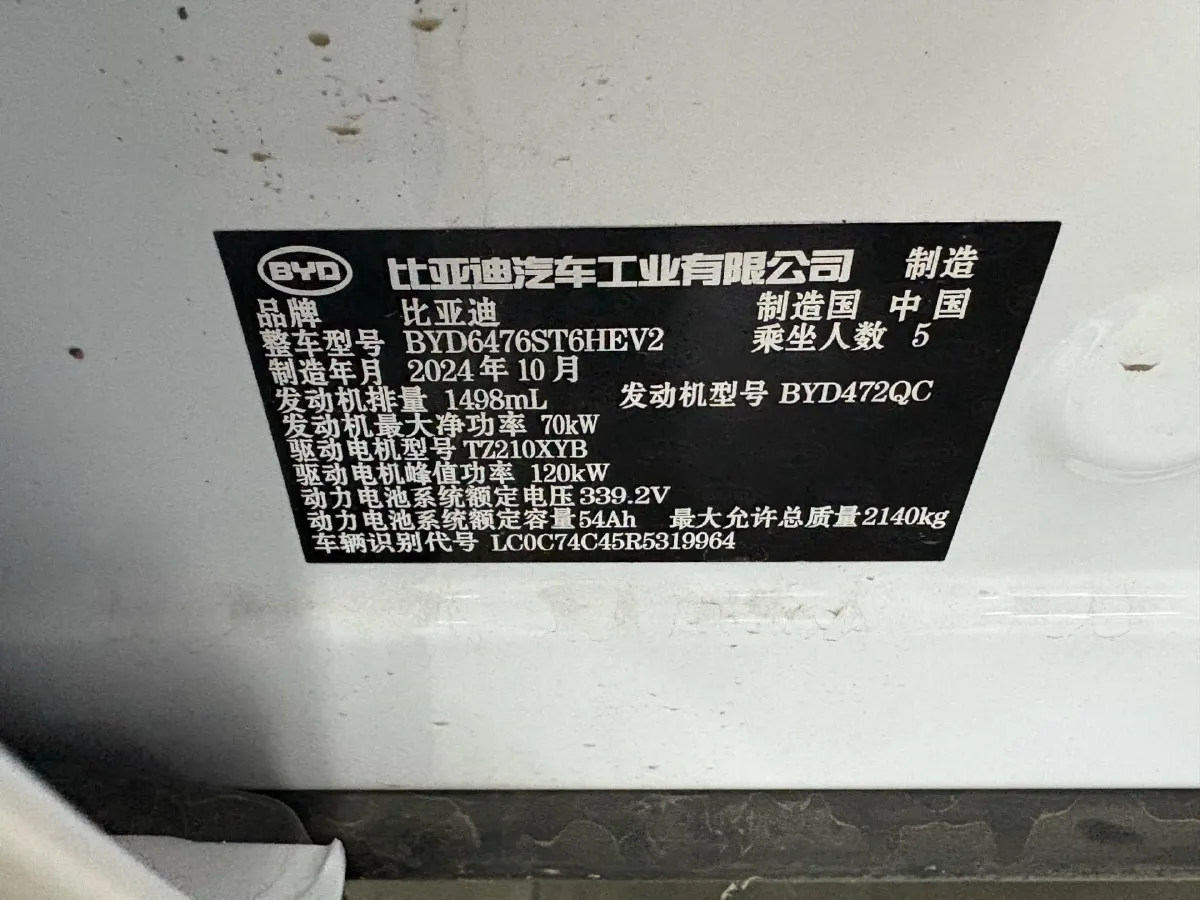 BYD 比亚迪汽车工业有限公司 制造
品牌 比亚迪 制造国 中国
整车型号 BYD6476ST6HEV2 乘坐人数 5
制造年月 2024年10月
发动机排量 1498mL 发动机型号 BYD472QC
发动机最大净功率 70kW
驱动电机型号 TZ210XYB
驱动电机峰值功率 120kW
动力电池系统额定电压 339.2V
动力电池系统额定容量 54Ah 最大允许总质量 2140kg
车辆识别代号 LC0C74C45R5319964